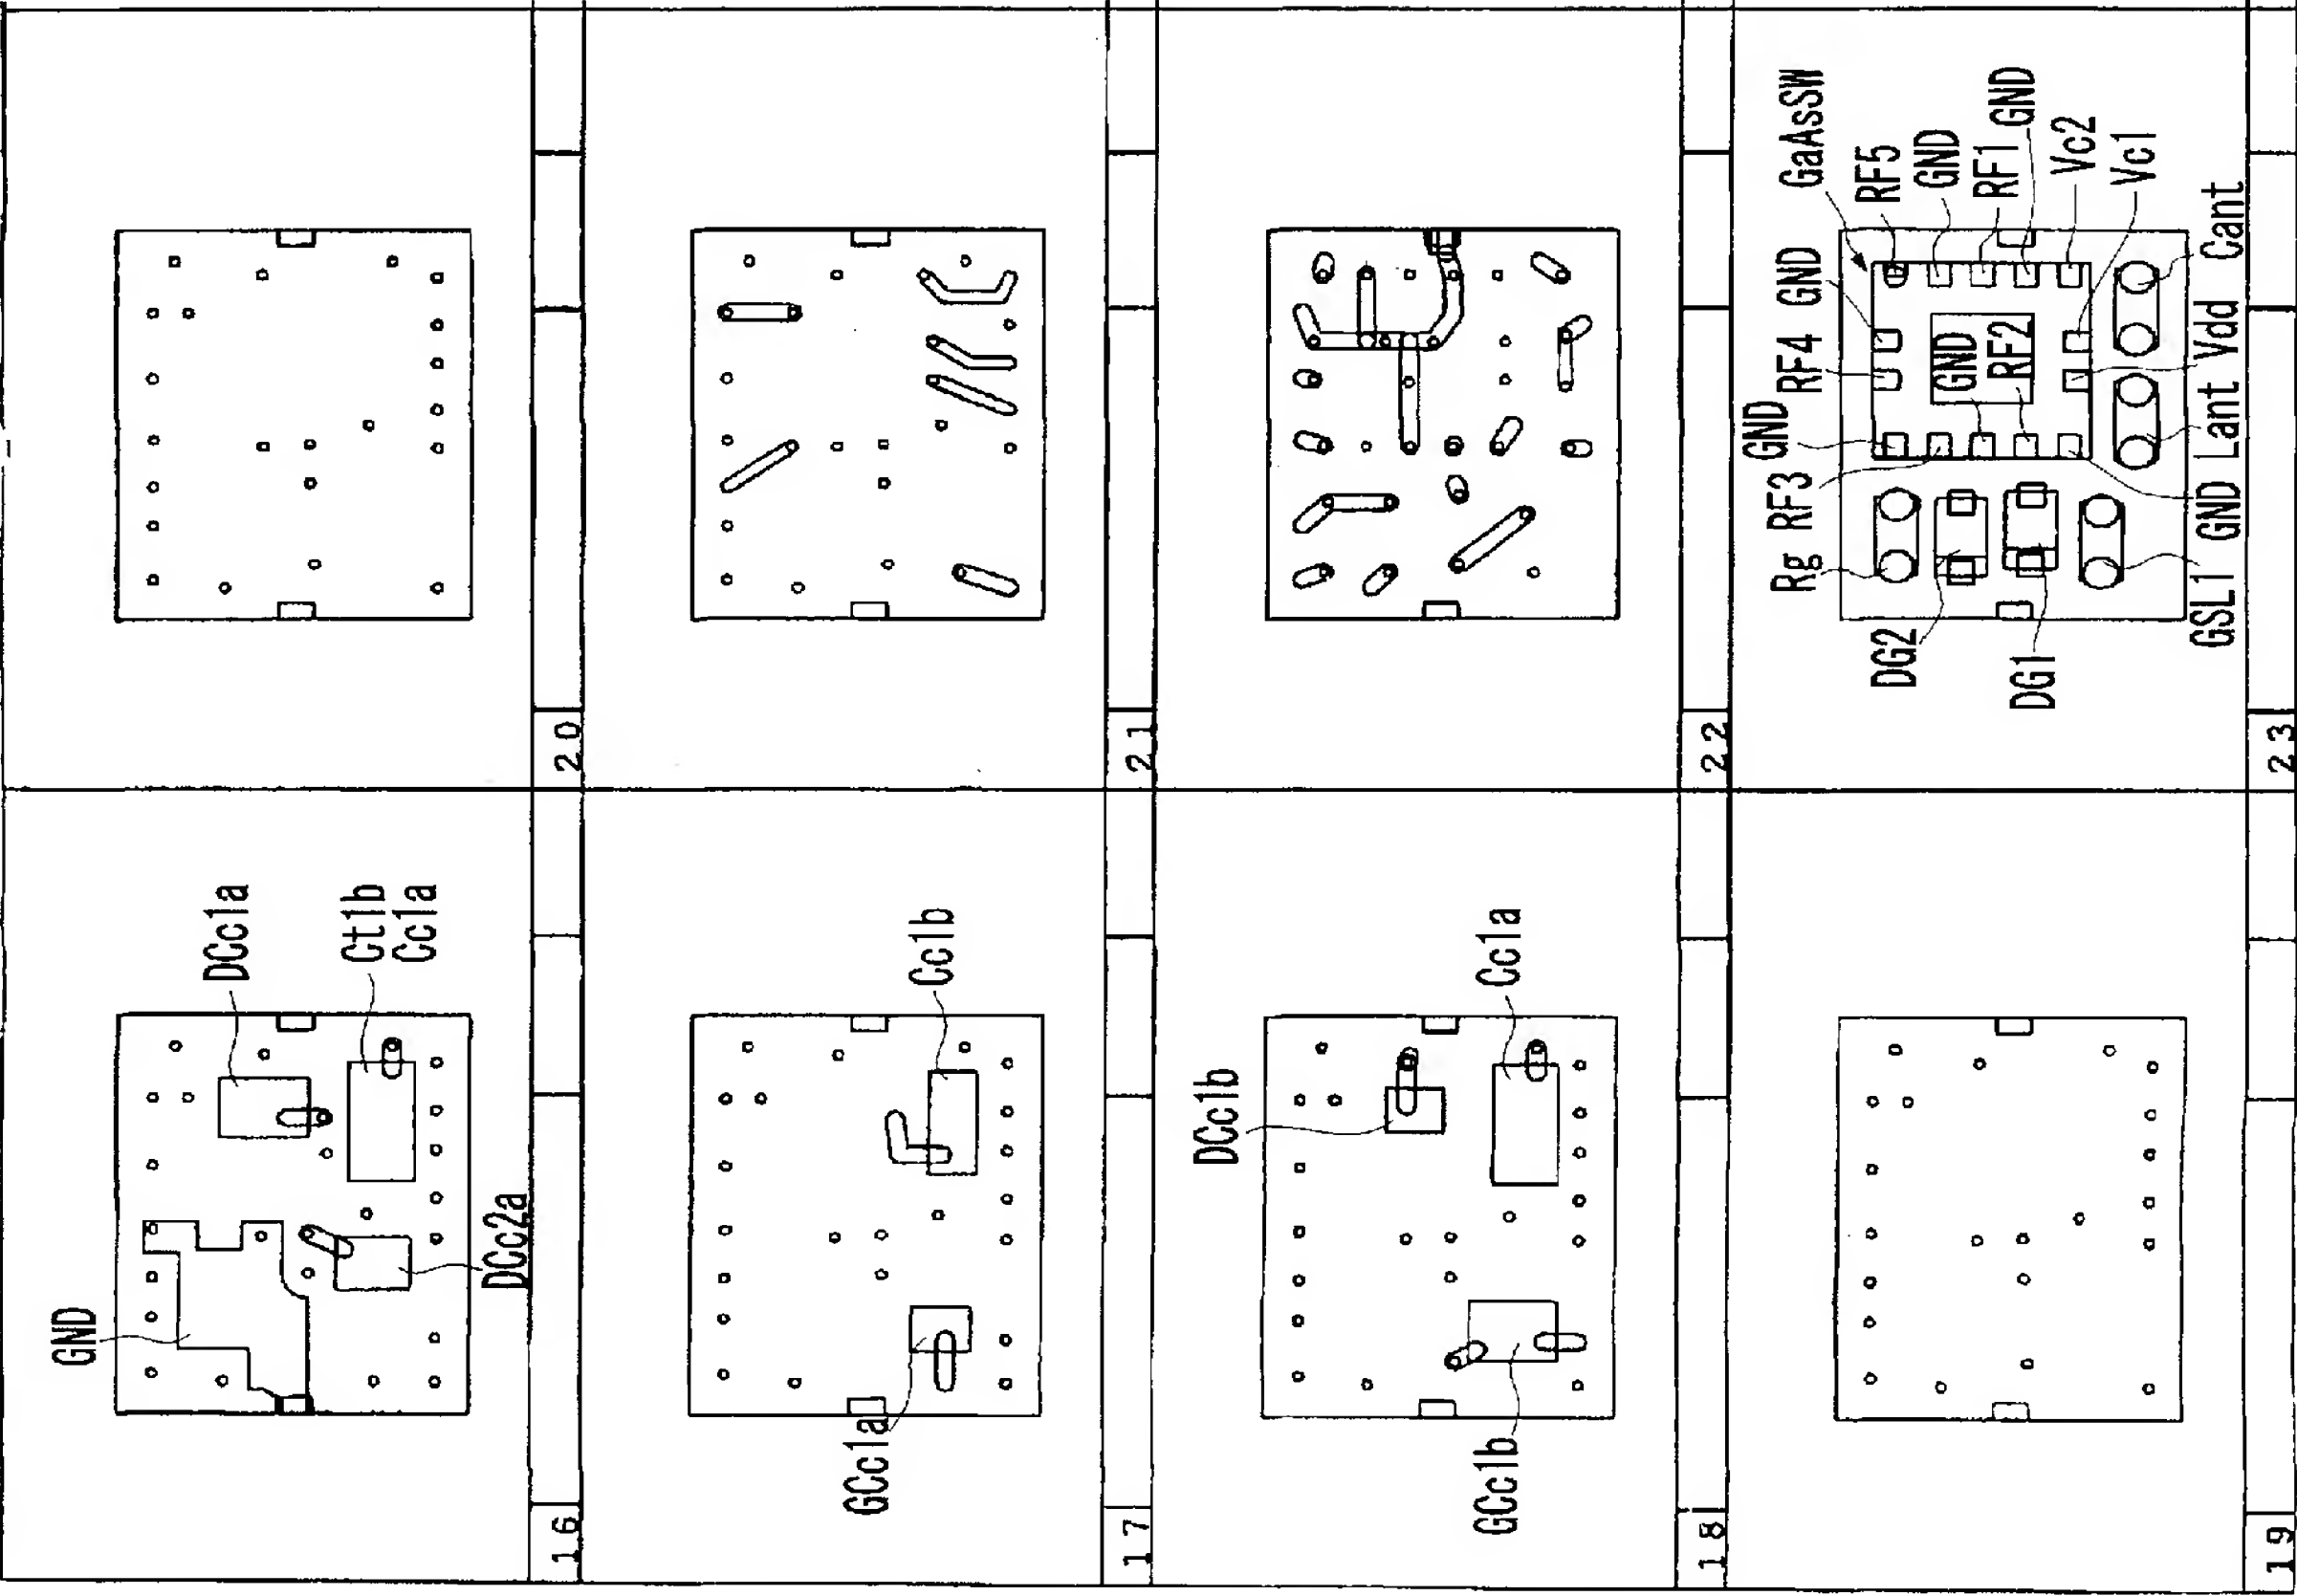 GND
DCc1a
Ct1b
Cc1a
DCc2a
16
GCc1a
Cc1b
17
DCc1b
Cc1a
GCc1b
18
19
20
21
22
GaAsSW
RF5
GND
RF1
GND
Vc2
Vc1
Cant
Vdd
Lant
GND
GSL1
DG1
DG2
Rg
RF3
GND
RF4
GND
GND
RF2
23